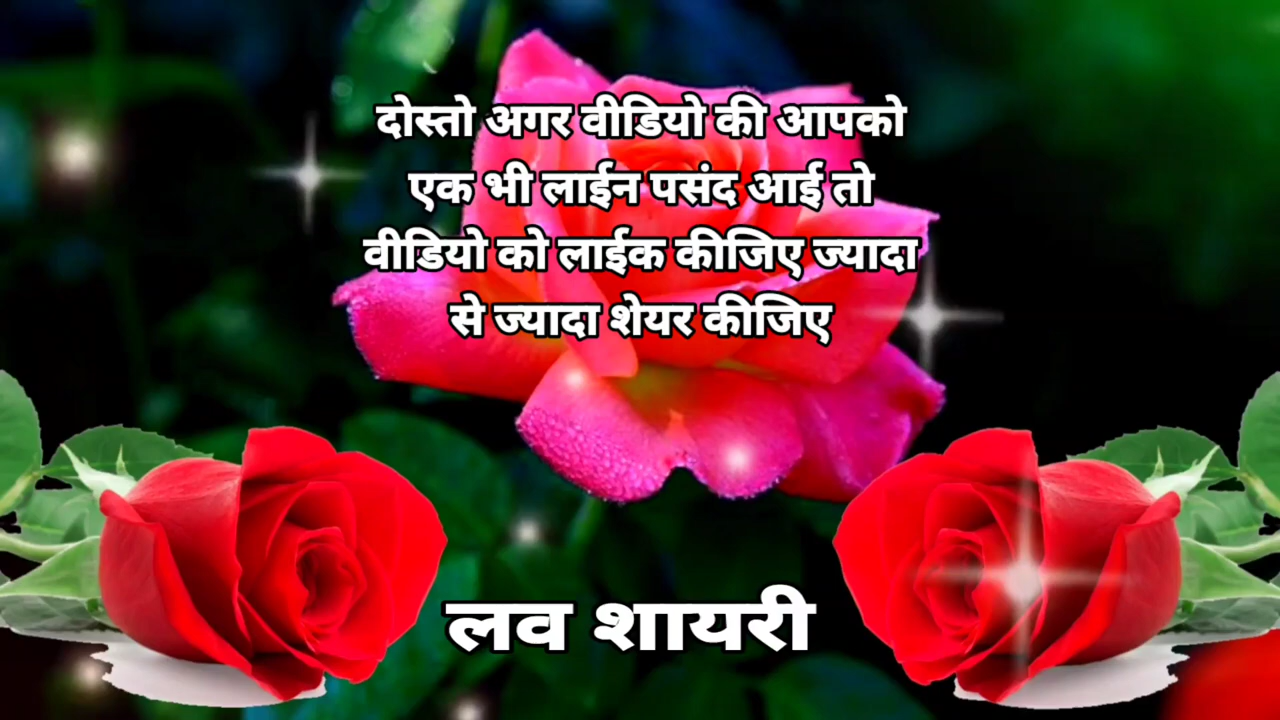 दोस्तो अगर वीडियो की आपको
एक भी लाईन पसंद आई तो
वीडियो को लाईक कीजिए ज्यादा
से ज्यादा शेयर कीजिए
लव शायरी